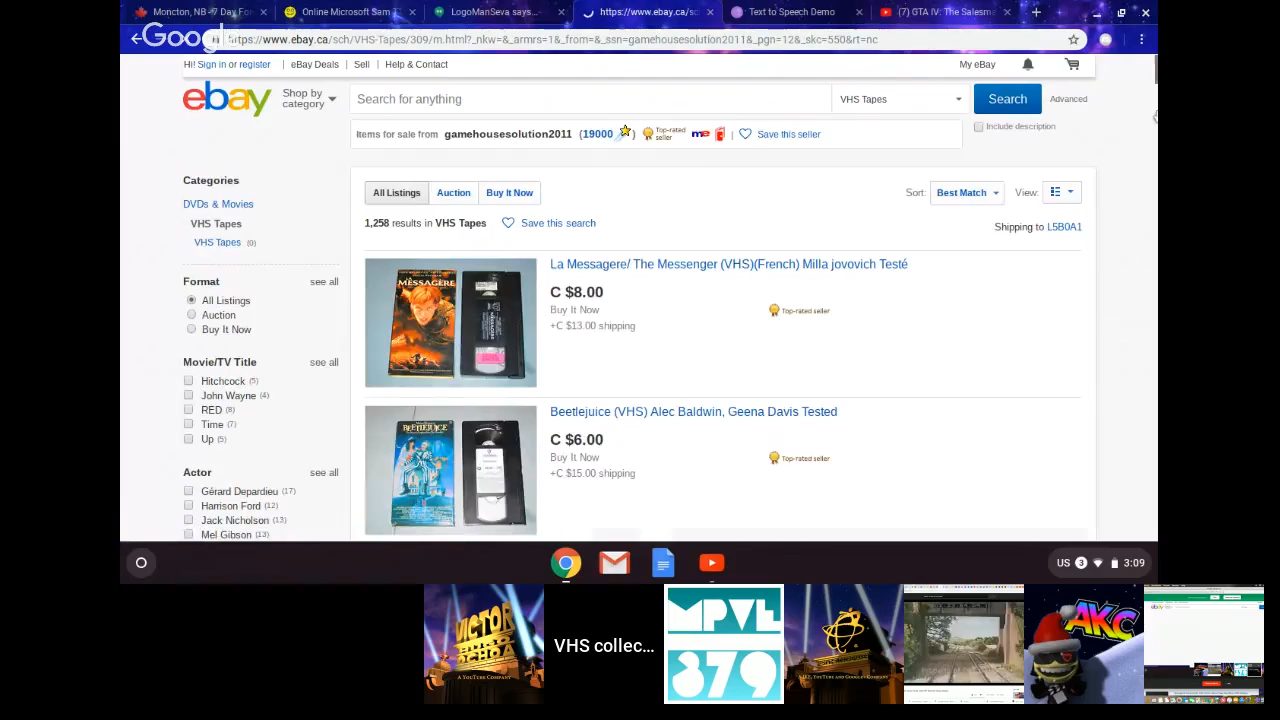 Moncton, NB - 7 Day For
Online Microsoft Sam
LogoManSeva says...
https://www.ebay.ca/sc
Text to Speech Demo
(7) GTA IV: The
https://www.ebay.ca/sch/VHS-Tapes/309/m.html?_nkw=&_armrs=1&_from=&_ssn=gamehousesolution2011&_pgn=12&_skc=550&rt=nc
Google
Hi! Sign in or register
eBay Deals
Sell
Help & Contact
My eBay
ebay
Shop by category
Search for anything
VHS Tapes
Search
Advanced
Items for sale from gamehousesolution2011 (19000 ) Top-rated seller me | Save this seller
Include description
Categories
DVDs & Movies
VHS Tapes
VHS Tapes (0)
Format see all
All Listings
Auction
Buy It Now
Movie/TV Title see all
Hitchcock (5)
John Wayne (4)
RED (8)
Time (7)
Up (5)
Actor see all
Gérard Depardieu (17)
Harrison Ford (12)
Jack Nicholson (13)
Mel Gibson (13)
All Listings
Auction
Buy It Now
Sort: Best Match
View:
1,258 results in VHS Tapes
Save this search
Shipping to L5B0A1
La Messagere/ The Messenger (VHS)(French) Milla jovovich Testé
C $8.00
Buy It Now
Top-rated seller
+C $13.00 shipping
MESSAGERE
Beetlejuice (VHS) Alec Baldwin, Geena Davis Tested
C $6.00
Buy It Now
Top-rated seller
+C $15.00 shipping
BEETLEJUICE
US 3 3:09
A YOUTUBE COMPANY
VHS collec...
MPVL
879
AKC
ebay